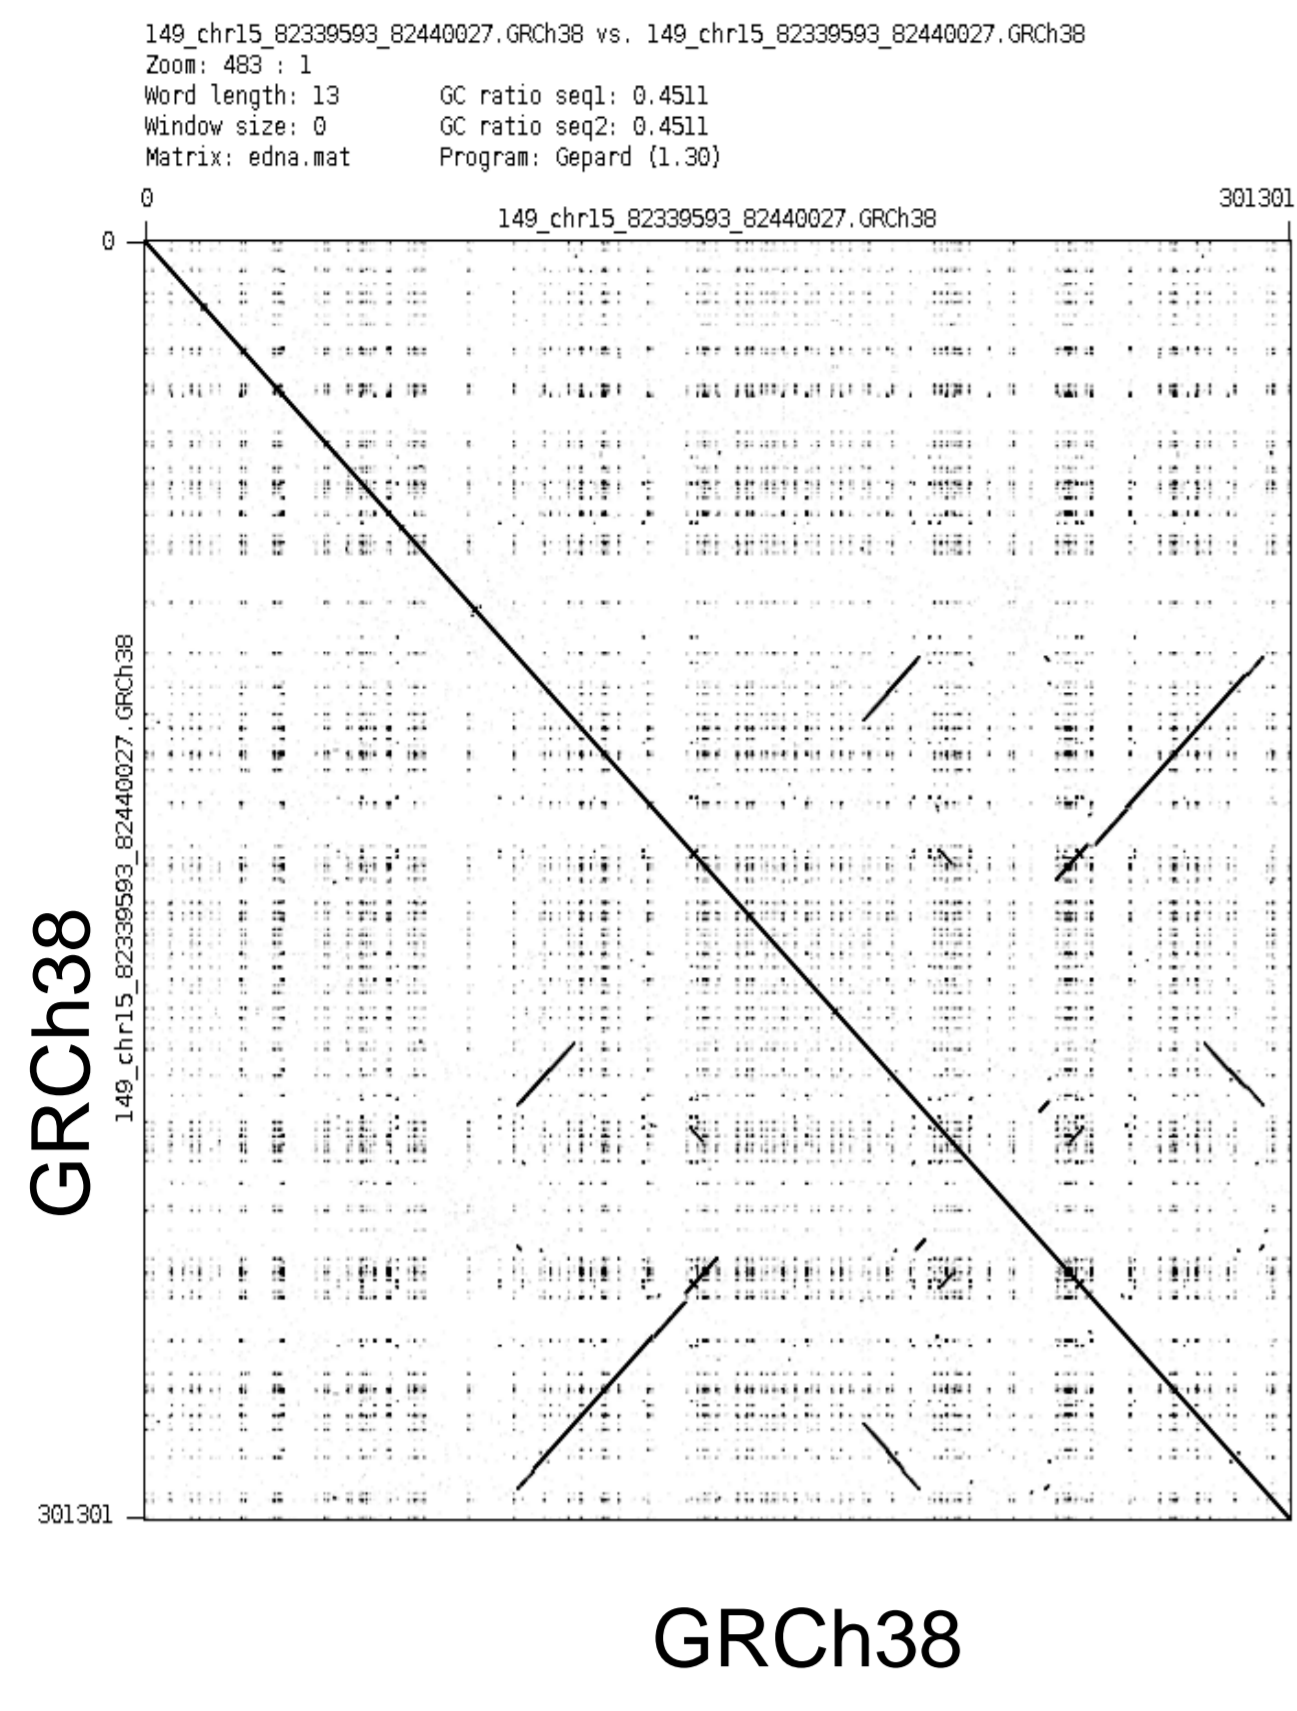 149_chr15_82339593_82440027.GRCh38 vs. 149_chr15_82339593_82440027.GRCh38
Zoom: 483 : 1
Word length: 13 GC ratio seq1: 0.4511
Window size: 0 GC ratio seq2: 0.4511
Matrix: edna.mat Program: Gepard (1.30)
0 301301
149_chr15_82339593_82440027.GRCh38
0
149_chr15_82339593_82440027.GRCh38
GRCh38
301301
GRCh38